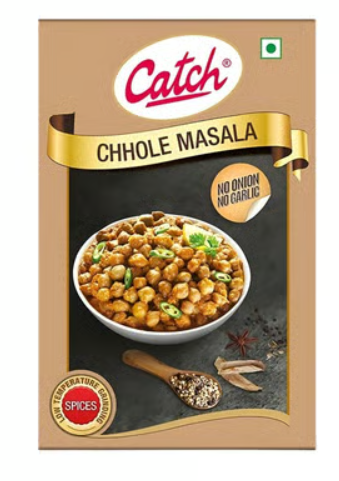 Catch®
CHHOLE MASALA
NO ONION
NO GARLIC
LOW TEMPERATURE GRINDING
SPICES